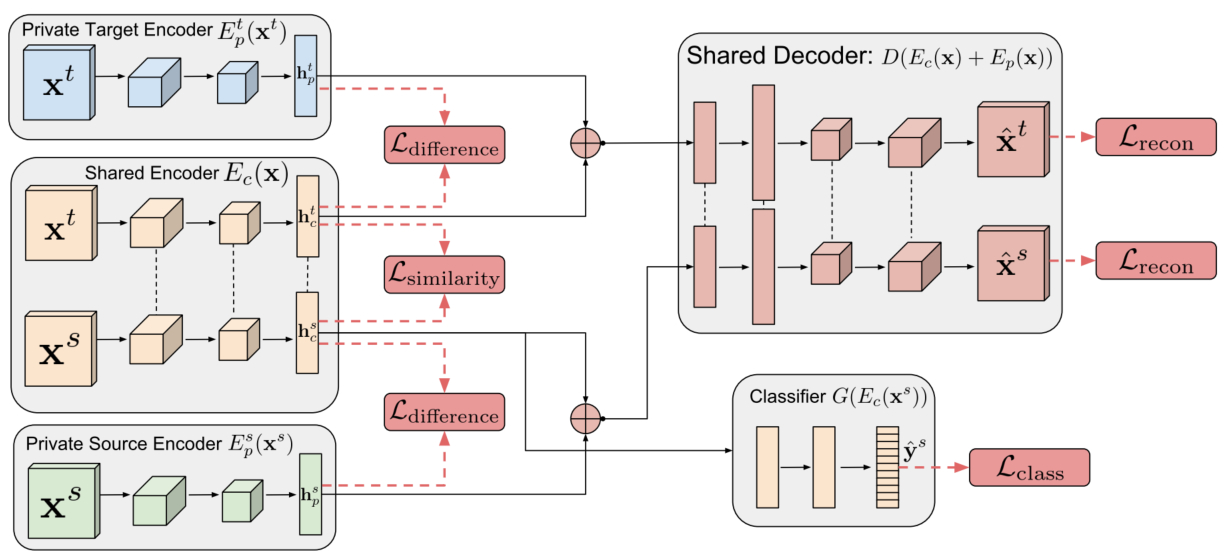 Private Target Encoder $E_p^t(\mathbf{x}^t)$
$\mathbf{x}^t$
$\mathbf{h}_p^t$
Shared Encoder $E_c(\mathbf{x})$
$\mathbf{x}^t$
$\mathbf{h}_c^t$
$\mathbf{x}^s$
$\mathbf{h}_c^s$
Private Source Encoder $E_p^s(\mathbf{x}^s)$
$\mathbf{x}^s$
$\mathbf{h}_p^s$
$\mathcal{L}_{\text{difference}}$
$\mathcal{L}_{\text{similarity}}$
$\mathcal{L}_{\text{difference}}$
Shared Decoder: $D(E_c(\mathbf{x}) + E_p(\mathbf{x}))$
$\hat{\mathbf{x}}^t$
$\mathcal{L}_{\text{recon}}$
$\hat{\mathbf{x}}^s$
$\mathcal{L}_{\text{recon}}$
Classifier $G(E_c(\mathbf{x}^s))$
$\hat{\mathbf{y}}^s$
$\mathcal{L}_{\text{class}}$